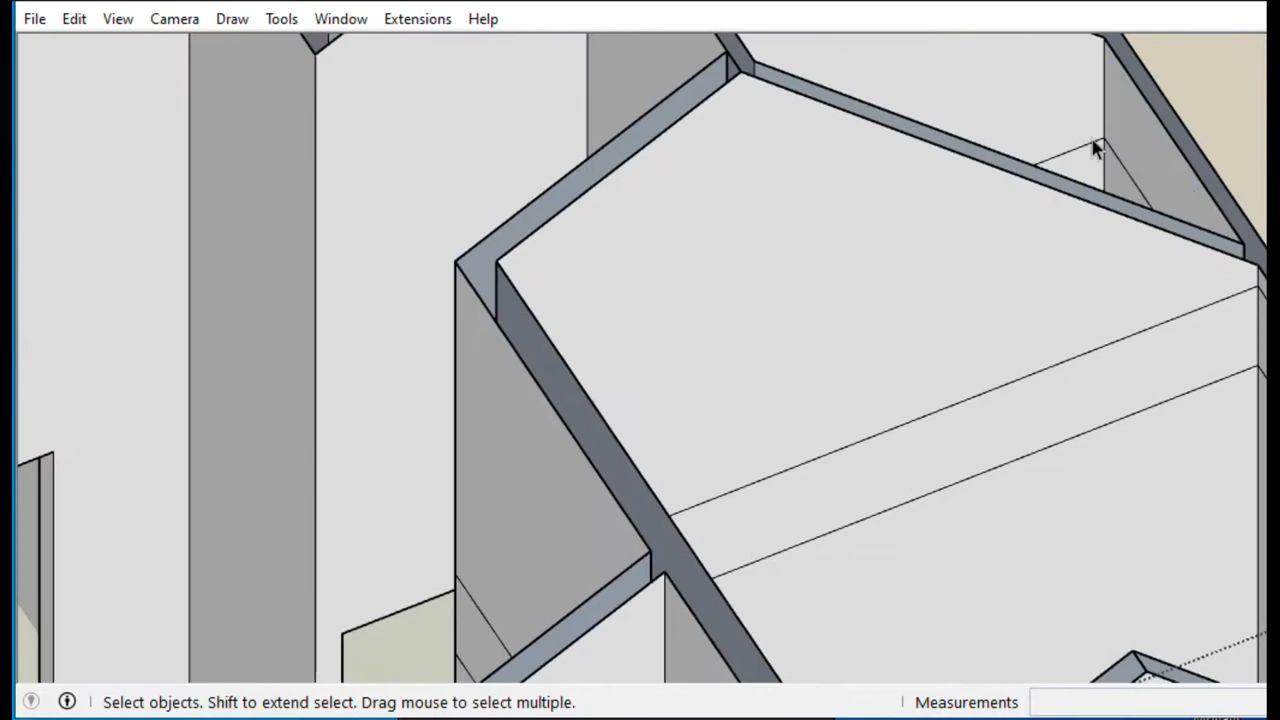 File Edit View Camera Draw Tools Window Extensions Help
Select objects. Shift to extend select. Drag mouse to select multiple. Measurements